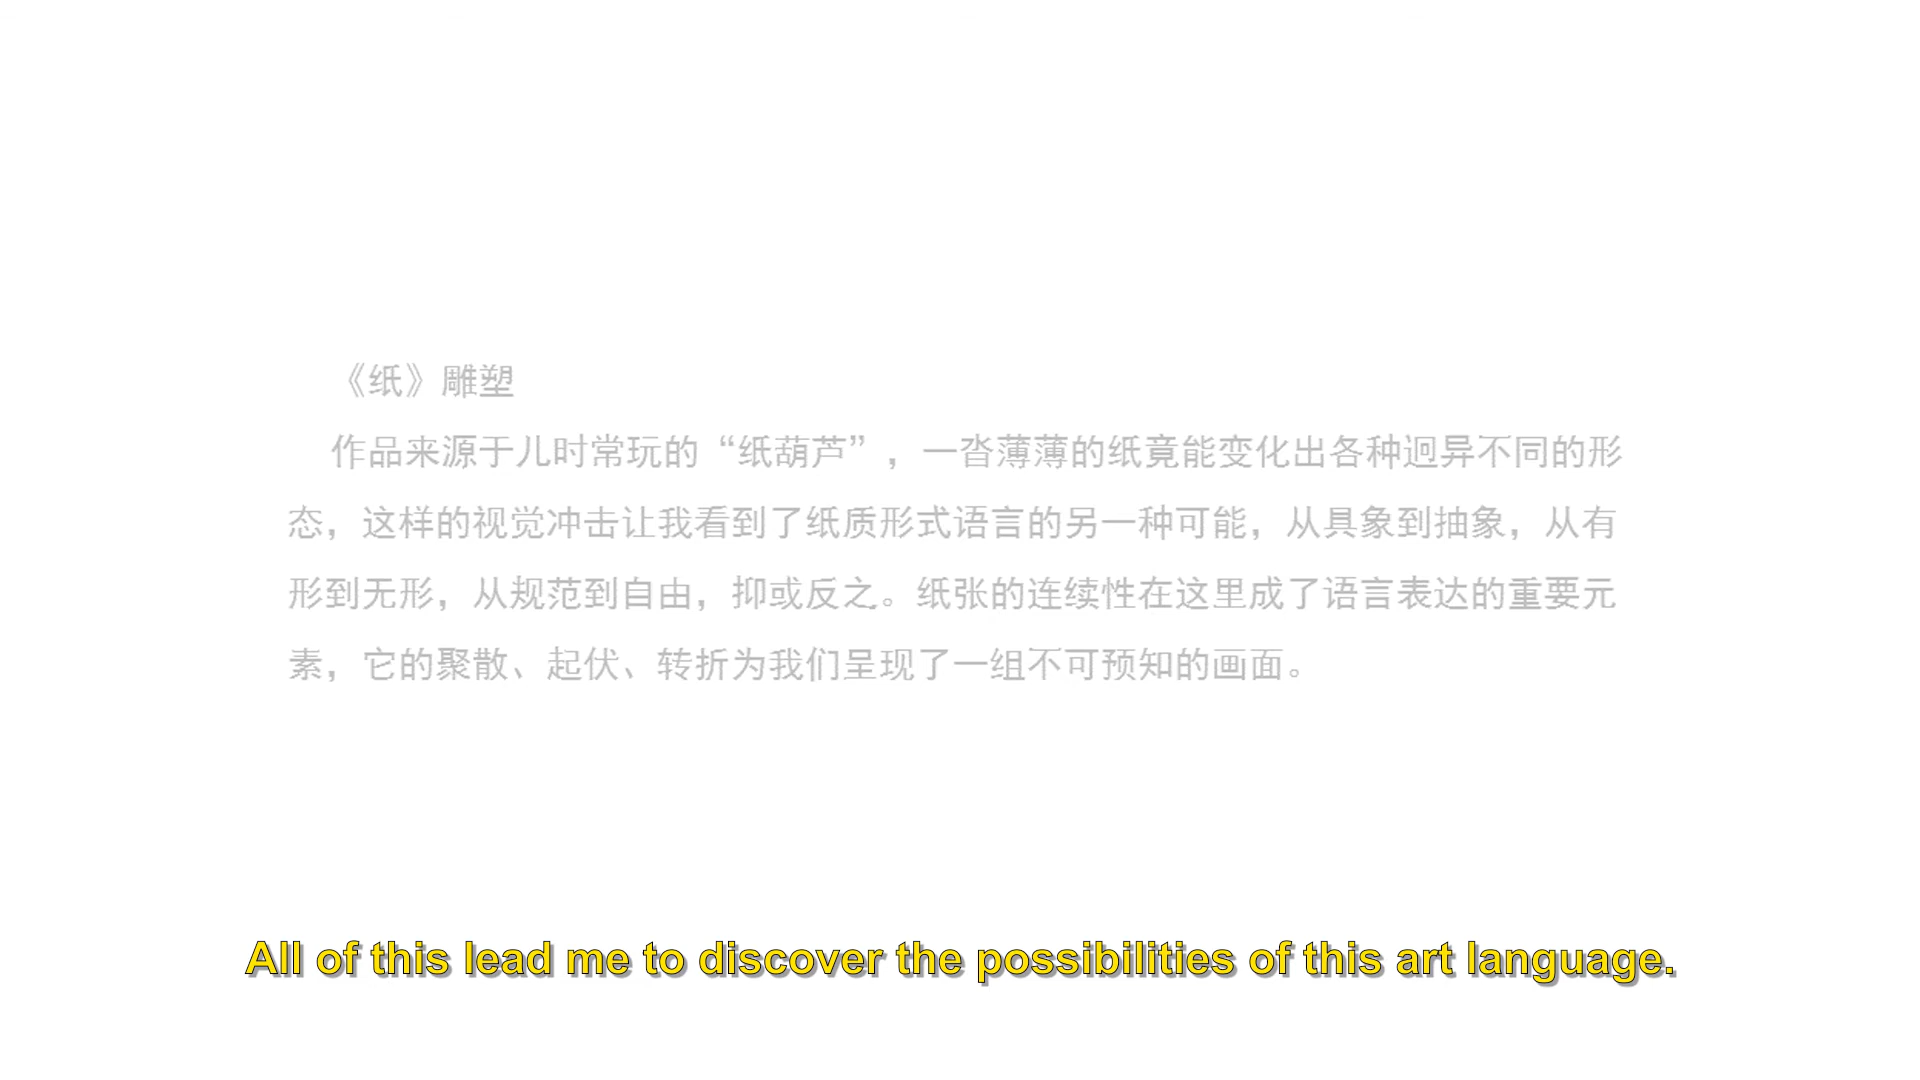 《纸》雕塑
作品来源于儿时常玩的“纸葫芦”，一沓薄薄的纸竟能变化出各种迥异不同的形
态，这样的视觉冲击让我看到了纸质形式语言的另一种可能，从具象到抽象，从有
形到无形，从规范到自由，抑或反之。纸张的连续性在这里成了语言表达的重要元
素，它的聚散、起伏、转折为我们呈现了一组不可预知的画面。
All of this lead me to discover the possibilities of this art language.